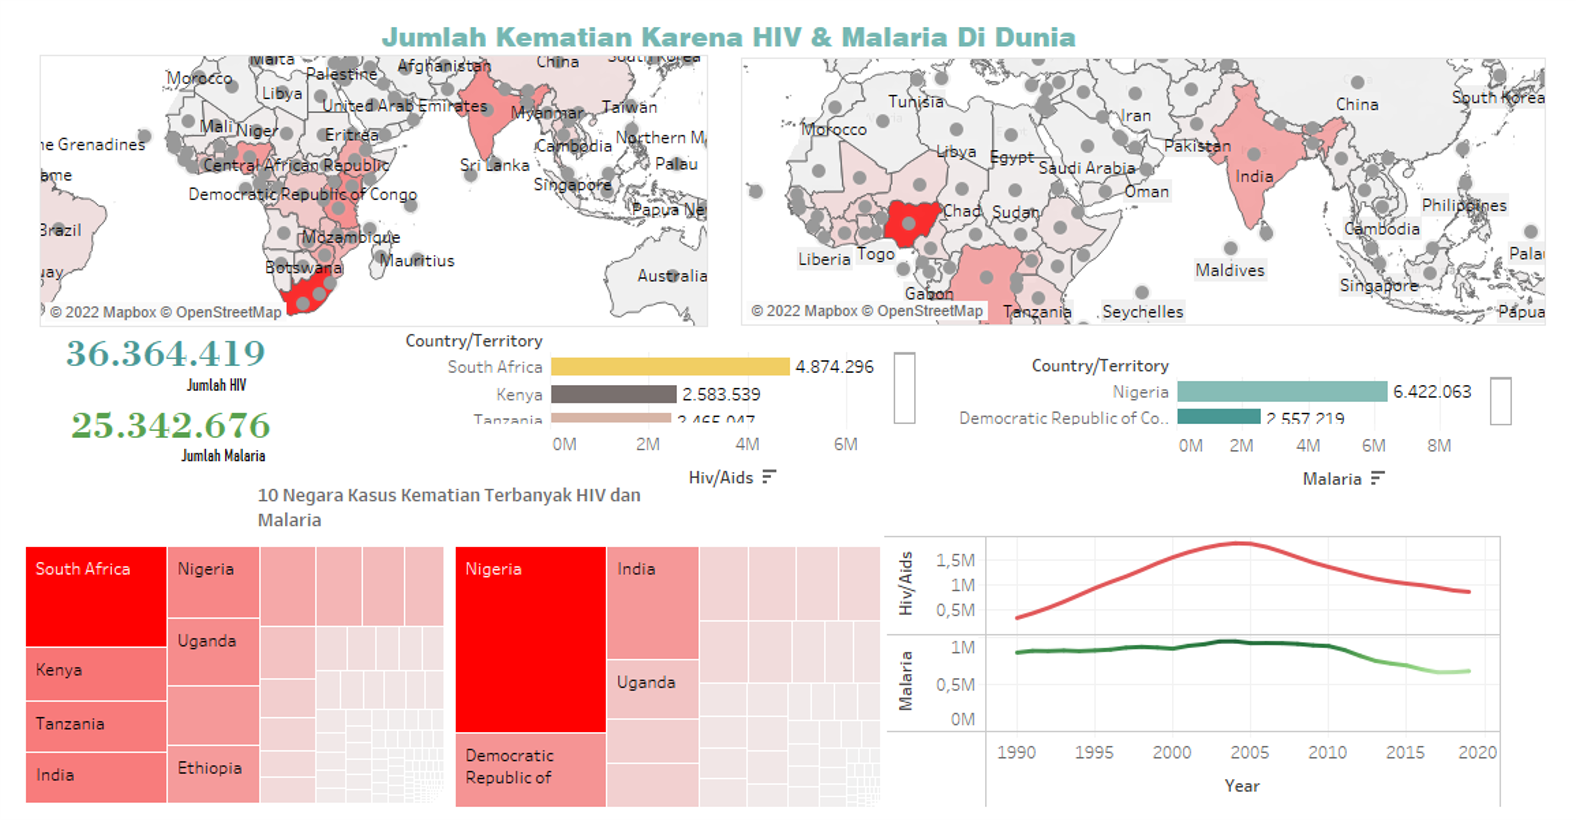 Jumlah Kematian Karena HIV & Malaria Di Dunia
Malta
Morocco
Palestine
Afghanistan
China
South Korea
Libya
United Arab Emirates
Myanmar
Taiwan
Mali
Niger
Eritrea
Northern M
ne Grenadines
Cambodia
Central African Republic
Sri Lanka
Palau
ame
Democratic Republic of Congo
Singapore
Papua Ne
Brazil
Mozambique
Botswana
Mauritius
uay
Australia
© 2022 Mapbox © OpenStreetMap
Tunisia
China
South Korea
Iran
Morocco
Pakistan
Libya
Egypt
Saudi Arabia
India
Oman
Chad
Sudan
Philippines
Cambodia
Liberia
Togo
Maldives
Palau
Gabon
Singapore
© 2022 Mapbox © OpenStreetMap
Tanzania
Seychelles
Papua
36.364.419
Jumlah HIV
25.342.676
Jumlah Malaria
Country/Territory
South Africa 4.874.296
Kenya 2.583.539
Tanzania 2.465.047
0M 2M 4M 6M
Hiv/Aids
Country/Territory
Nigeria 6.422.063
Democratic Republic of Co.. 2.557.219
0M 2M 4M 6M 8M
Malaria
10 Negara Kasus Kematian Terbanyak HIV dan
Malaria
South Africa
Nigeria
Uganda
Kenya
Tanzania
India
Ethiopia
Nigeria
India
Uganda
Democratic
Republic of
Hiv/Aids
1,5M
1M
0,5M
Malaria
1M
0,5M
0M
1990 1995 2000 2005 2010 2015 2020
Year